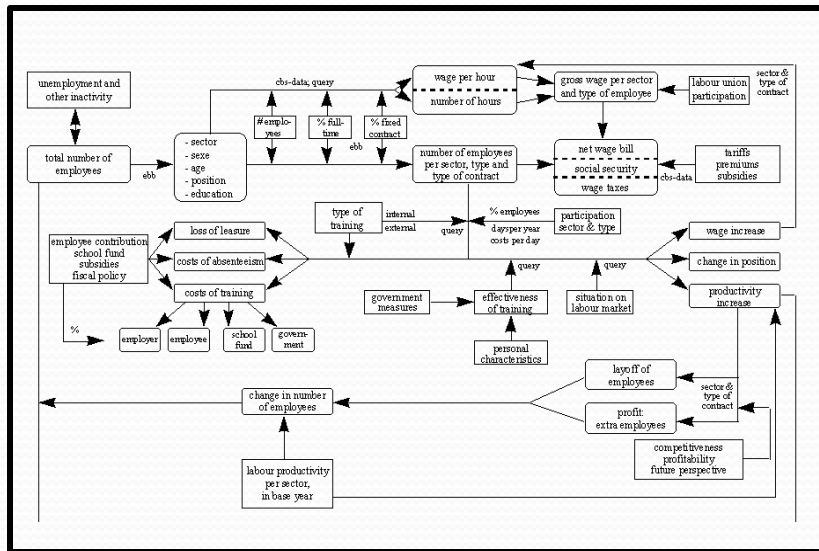 unemployment and
other inactivity
total number of
employees
ebb
- sector
- sexe
- age
- position
- education
cbs-data; query
# emplo-
yees
% full-
time
% fixed
contract
ebb
wage per hour
number of hours
gross wage per sector
and type of employee
labour union
participation
sector &
type of
contract
number of employees
per sector, type and
type of contract
net wage bill
social security
wage taxes
cbs-data
tariffs
premiums
subsidies
type of
training
internal
external
query
% employees
days per year
costs per day
participation
sector & type
employee contribution
school fund
subsidies
fiscal policy
loss of leasure
costs of absenteeism
costs of training
%
employer
employee
school
fund
govern-
ment
wage increase
change in position
productivity
increase
query
query
government
measures
effectiveness
of training
situation on
labour market
personal
characteristics
layoff of
employees
sector &
type of
contract
profit:
extra employees
change in number
of employees
competitiveness
profitability
future perspective
labour productivity
per sector,
in base year